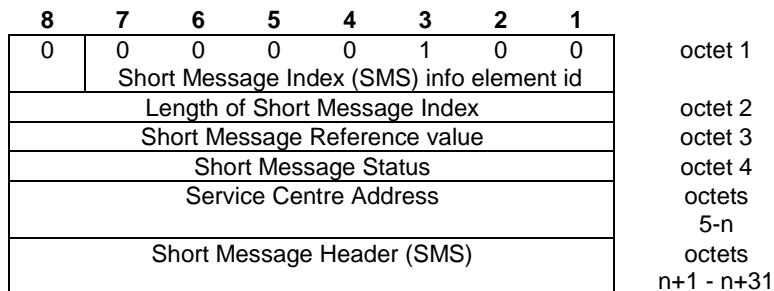 8 7 6 5 4 3 2 1
0 0 0 0 0 1 0 0 octet 1
Short Message Index (SMS) info element id
Length of Short Message Index octet 2
Short Message Reference value octet 3
Short Message Status octet 4
Service Centre Address octets
5-n
Short Message Header (SMS) octets
n+1 - n+31